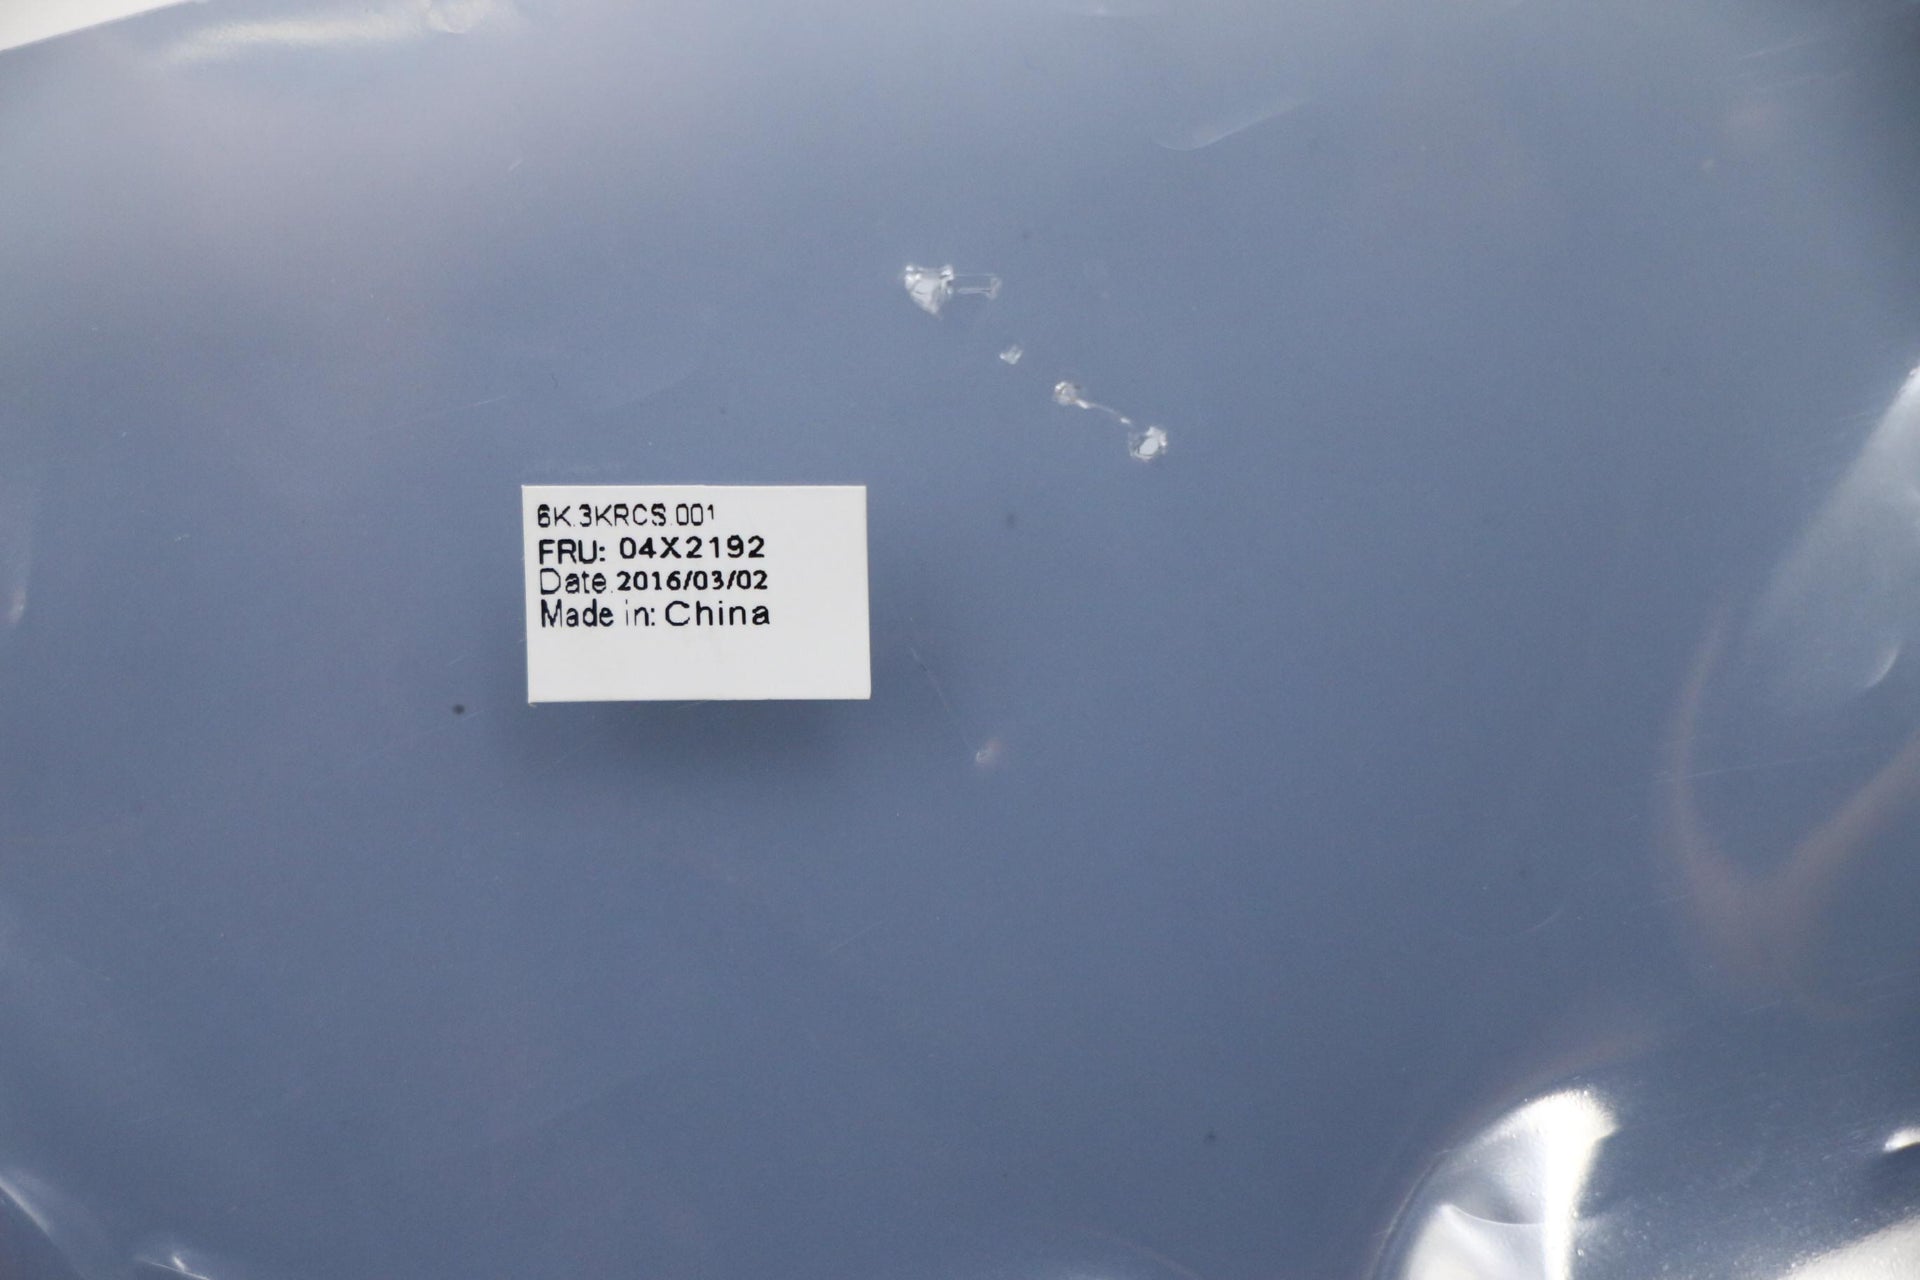 6K.3KRCS.001
FRU: 04X2192
Date.2016/03/02
Made in: China